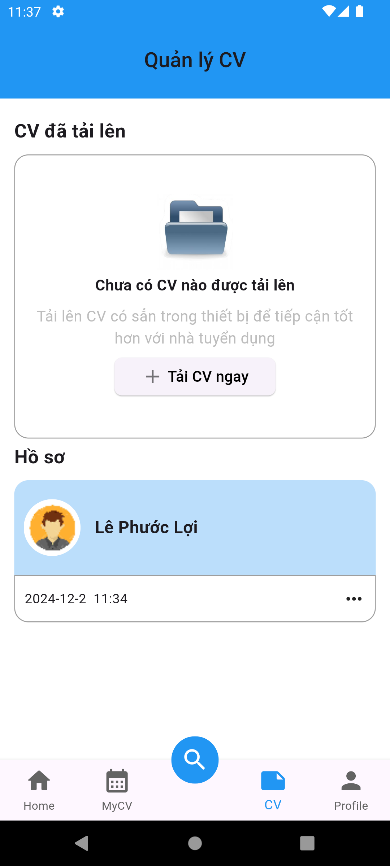 11:37
Quản lý CV
CV đã tải lên
Chưa có CV nào được tải lên
Tải lên CV có sẳn trong thiết bị để tiếp cận tốt
hơn với nhà tuyển dụng
+ Tải CV ngay
Hồ sơ
Lê Phước Lợi
2024-12-2 11:34
Home
MyCV
CV
Profile